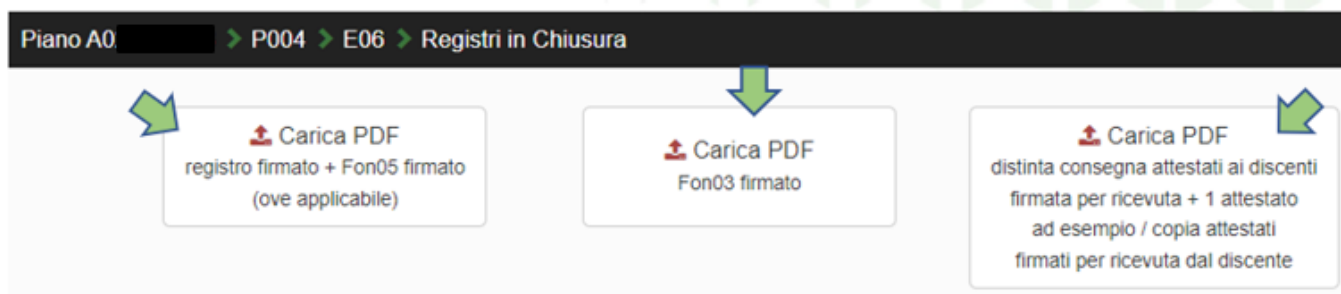 Piano A0 > P004 > E06 > Registri in Chiusura
Carica PDF
registro firmato + Fon05 firmato
(ove applicabile)
Carica PDF
Fon03 firmato
Carica PDF
distinta consegna attestati ai discenti
firmata per ricevuta + 1 attestato
ad esempio / copia attestati
firmati per ricevuta dal discente